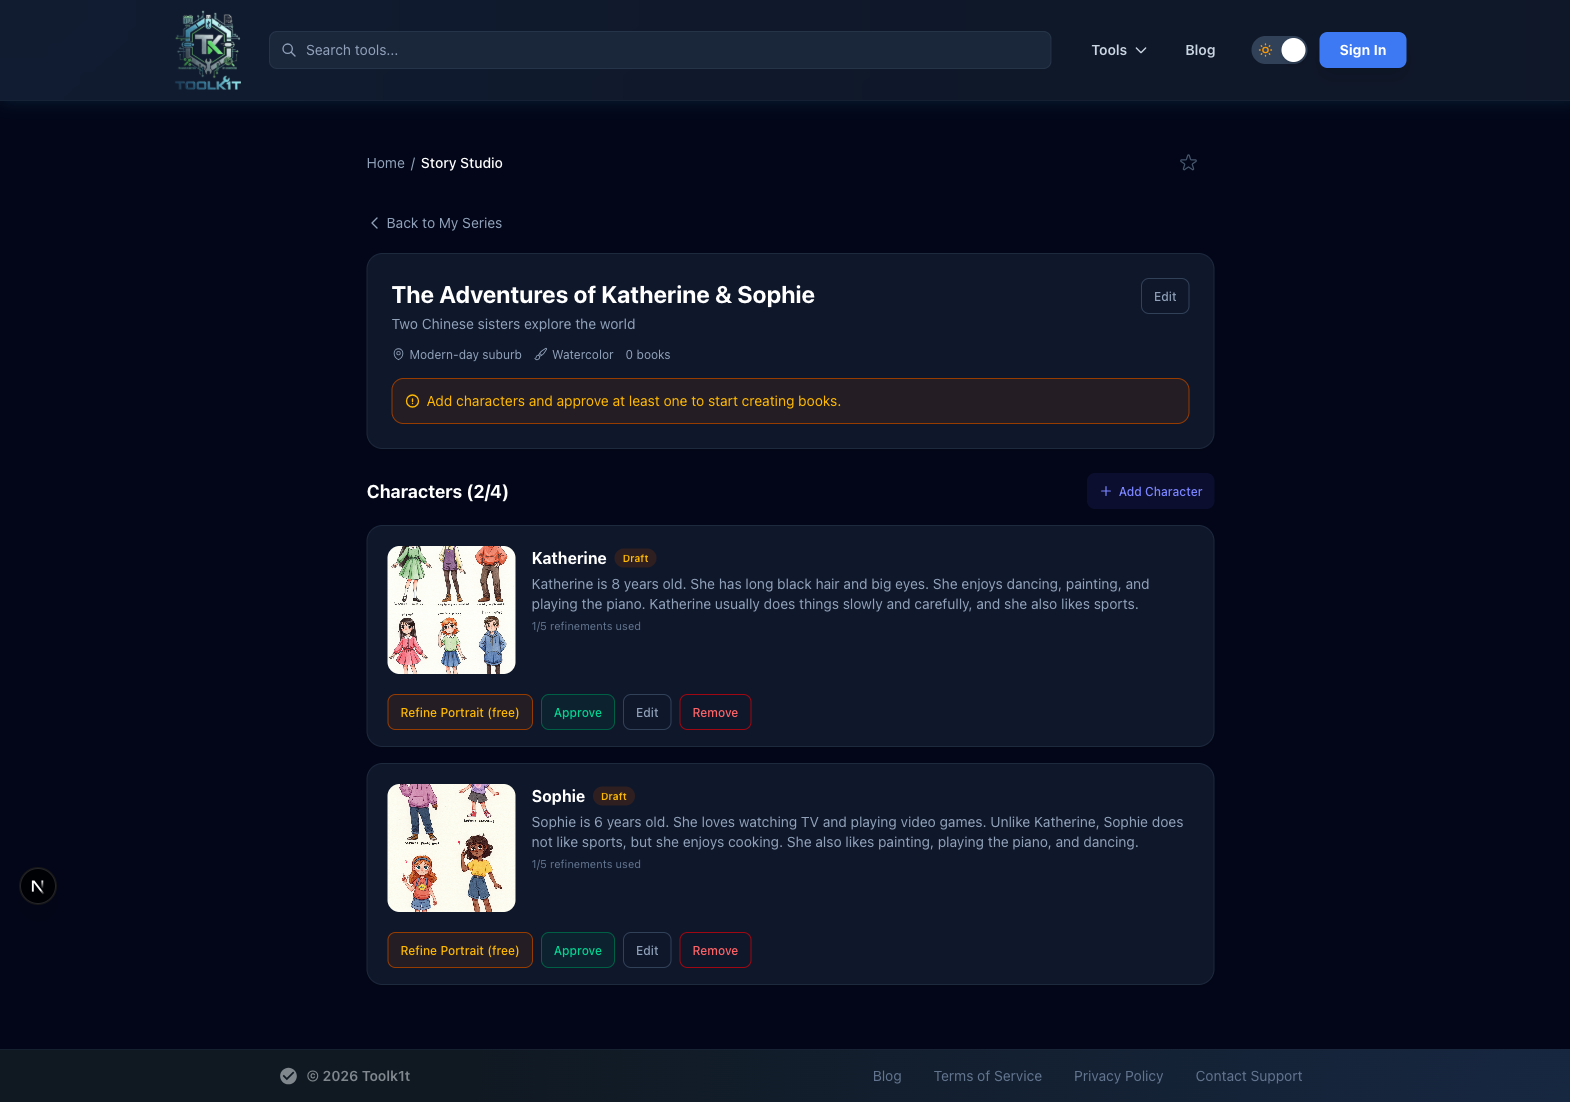 TK
TOOLK1T
Search tools...
Tools
Blog
Sign In
Home / Story Studio
Back to My Series
The Adventures of Katherine & Sophie
Edit
Two Chinese sisters explore the world
Modern-day suburb Watercolor 0 books
Add characters and approve at least one to start creating books.
Characters (2/4)
+ Add Character
Katherine Draft
Katherine is 8 years old. She has long black hair and big eyes. She enjoys dancing, painting, and
playing the piano. Katherine usually does things slowly and carefully, and she also likes sports.
1/5 refinements used
Refine Portrait (free) Approve Edit Remove
Sophie Draft
Sophie is 6 years old. She loves watching TV and playing video games. Unlike Katherine, Sophie does
not like sports, but she enjoys cooking. She also likes painting, playing the piano, and dancing.
1/5 refinements used
Refine Portrait (free) Approve Edit Remove
N
© 2026 Toolk1t
Blog Terms of Service Privacy Policy Contact Support